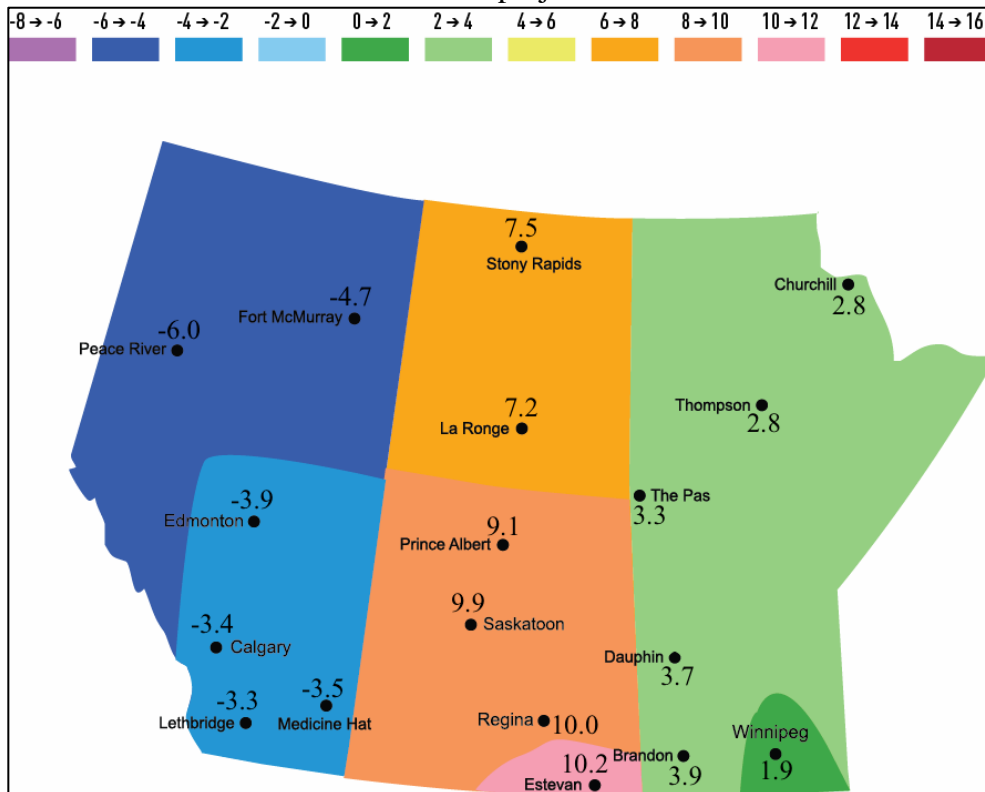 -8 → -6 -6 → -4 -4 → -2 -2 → 0 0 → 2 2 → 4 4 → 6 6 → 8 8 → 10 10 → 12 12 → 14 14 → 16
7.5
Stony Rapids
Churchill
2.8
-4.7
Fort McMurray
-6.0
Peace River
7.2
La Ronge
Thompson
2.8
The Pas
3.3
-3.9
Edmonton
9.1
Prince Albert
9.9
Saskatoon
-3.4
Calgary
Dauphin
3.7
-3.5
Medicine Hat
-3.3
Lethbridge
Regina
10.0
Winnipeg
1.9
Brandon
3.9
10.2
Estevan